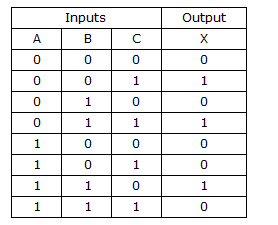 Inputs Output
A B C X
0 0 0 0
0 0 1 1
0 1 0 0
0 1 1 1
1 0 0 0
1 0 1 0
1 1 0 1
1 1 1 0